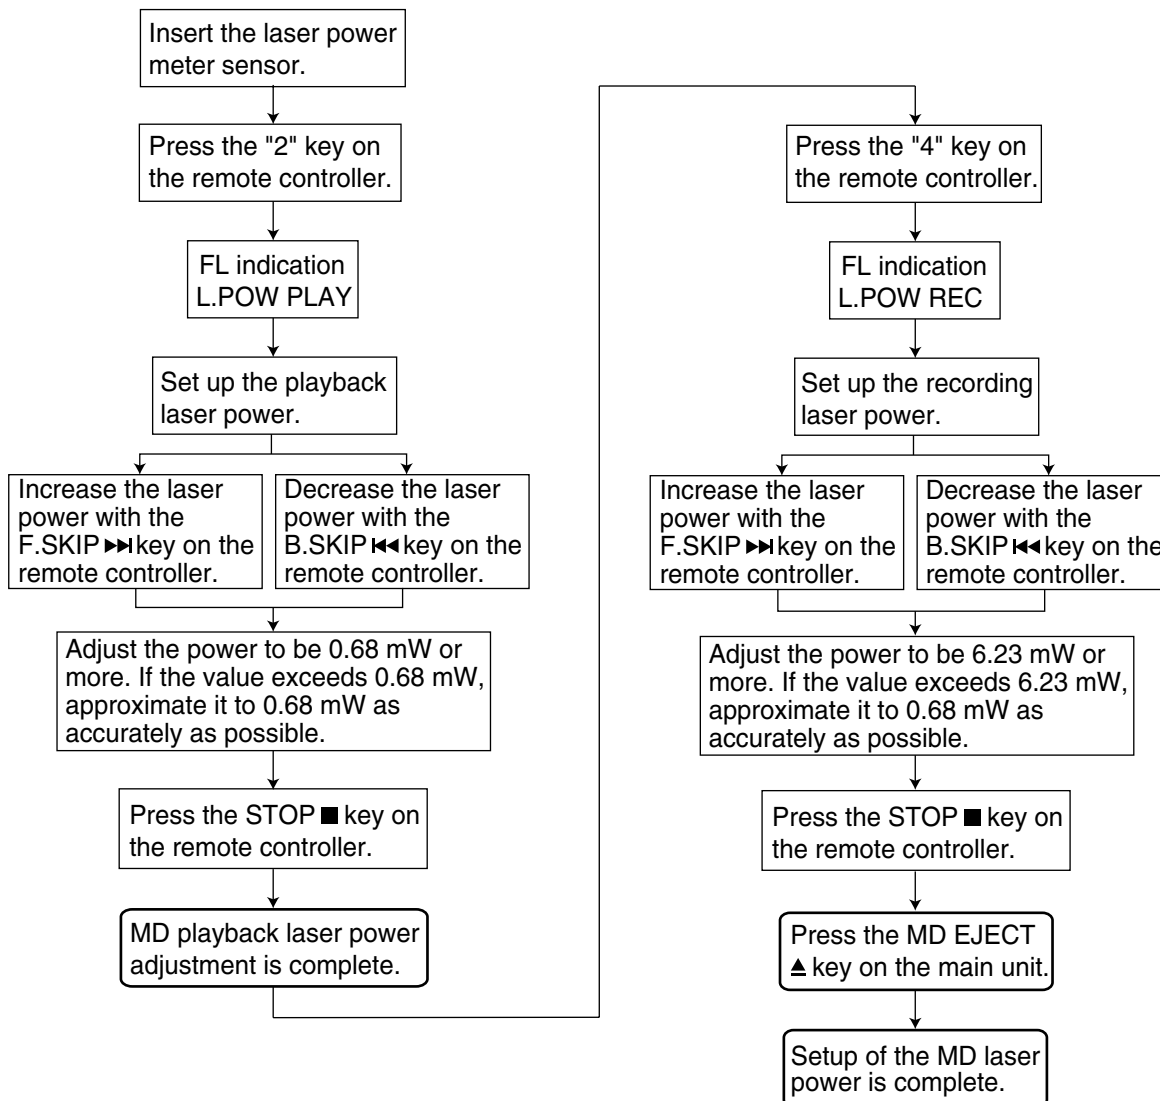 Insert the laser power
meter sensor.
Press the "2" key on
the remote controller.
FL indication
L.POW PLAY
Set up the playback
laser power.
Increase the laser
power with the
F.SKIP ⏭ key on the
remote controller.
Decrease the laser
power with the
B.SKIP ⏮ key on the
remote controller.
Adjust the power to be 0.68 mW or
more. If the value exceeds 0.68 mW,
approximate it to 0.68 mW as
accurately as possible.
Press the STOP ■ key on
the remote controller.
MD playback laser power
adjustment is complete.
Press the "4" key on
the remote controller.
FL indication
L.POW REC
Set up the recording
laser power.
Increase the laser
power with the
F.SKIP ⏭ key on the
remote controller.
Decrease the laser
power with the
B.SKIP ⏮ key on the
remote controller.
Adjust the power to be 6.23 mW or
more. If the value exceeds 6.23 mW,
approximate it to 0.68 mW as
accurately as possible.
Press the STOP ■ key on
the remote controller.
Press the MD EJECT
⏏ key on the main unit.
Setup of the MD laser
power is complete.